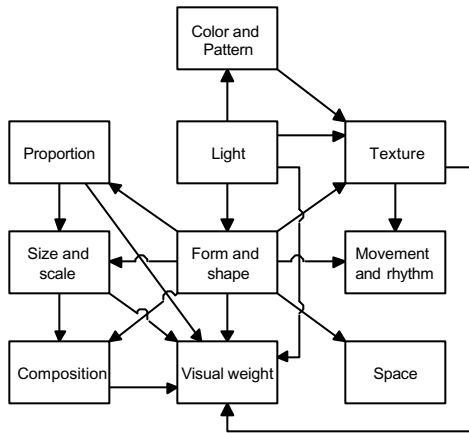 Color and
Pattern
Proportion
Light
Texture
Size and
scale
Form and
shape
Movement
and rhythm
Composition
Visual weight
Space